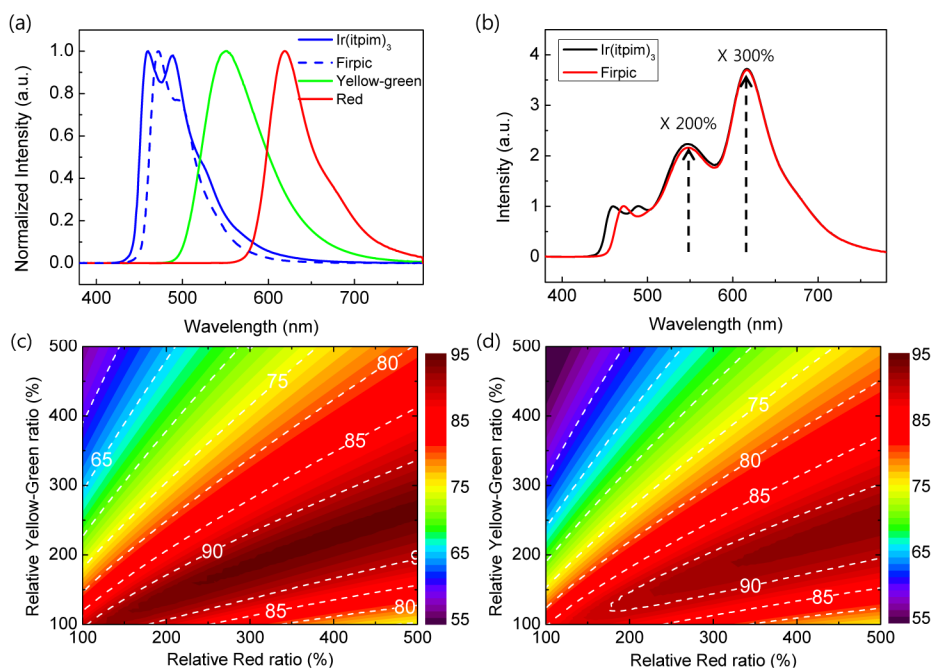 (a)
1.0
0.8
0.6
0.4
0.2
0.0
Normalized Intensity (a.u.)
400 500 600 700
Wavelength (nm)
Ir(itpim)₃
Firpic
Yellow-green
Red
(b)
4
3
2
1
0
Intensity (a.u.)
400 500 600 700
Wavelength (nm)
Ir(itpim)₃
Firpic
X 200%
X 300%
(c)
500
400
300
200
100
Relative Yellow-Green ratio (%)
100 200 300 400 500
Relative Red ratio (%)
65
75
80
85
90
9
85
80
95
85
75
65
55
(d)
500
400
300
200
100
Relative Yellow-Green ratio (%)
100 200 300 400 500
Relative Red ratio (%)
75
80
85
90
85
95
85
75
65
55